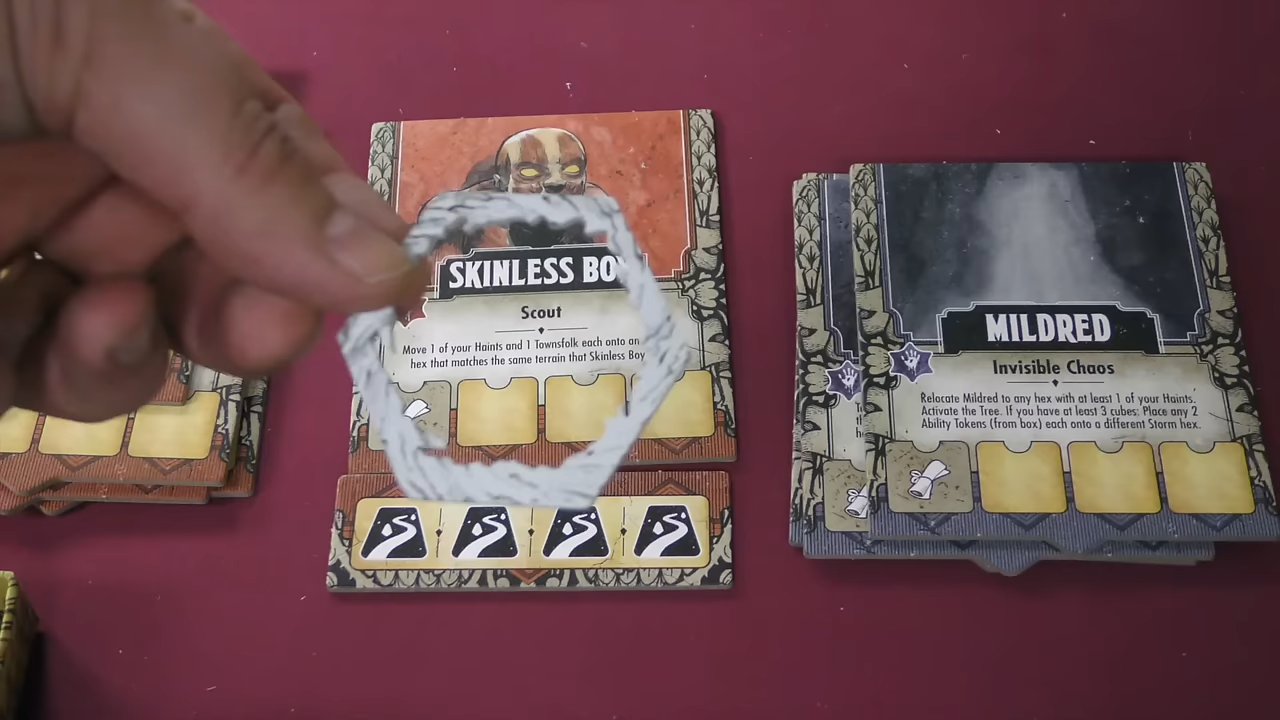 SKINLESS BO
Scout
Move 1 of your Haints and 1 Townsfolk each onto an
hex that matches the same terrain that Skinless Boy
MILDRED
Invisible Chaos
Relocate Mildred to any hex with at least 1 of your Haints.
Activate the Tree. If you have at least 3 cubes: Place any 2
Ability Tokens (from box) each onto a different Storm hex.